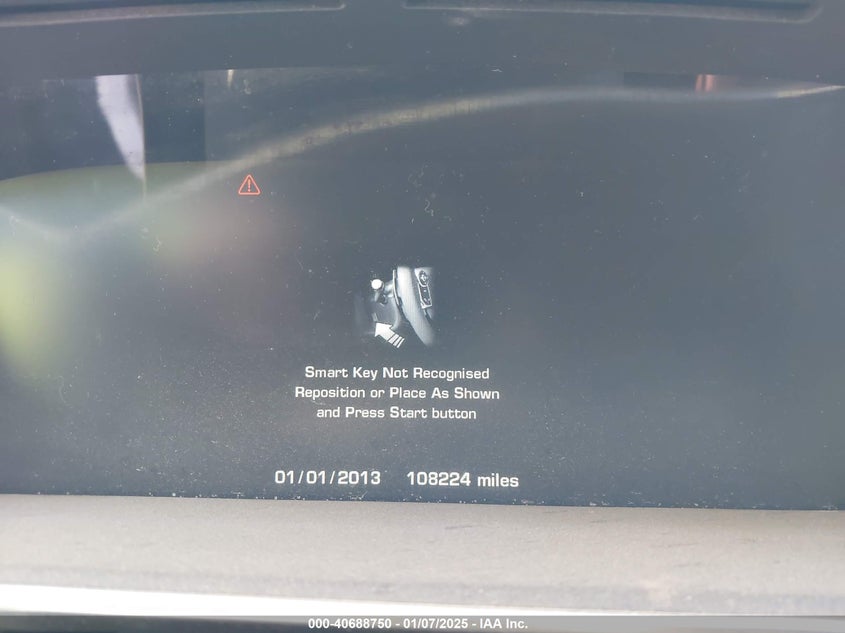 Smart Key Not Recognised
Reposition or Place As Shown
and Press Start button
01/01/2013 108224 miles
000-40688750 - 01/07/2025 - IAA Inc.